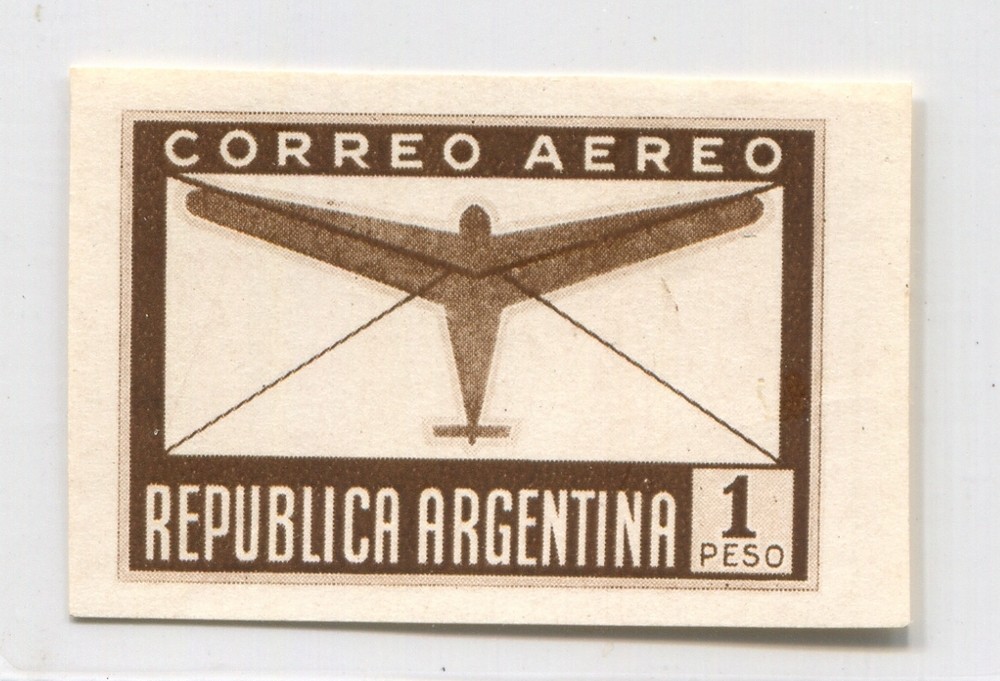 CORREO AEREO
REPUBLICA ARGENTINA
1
PESO